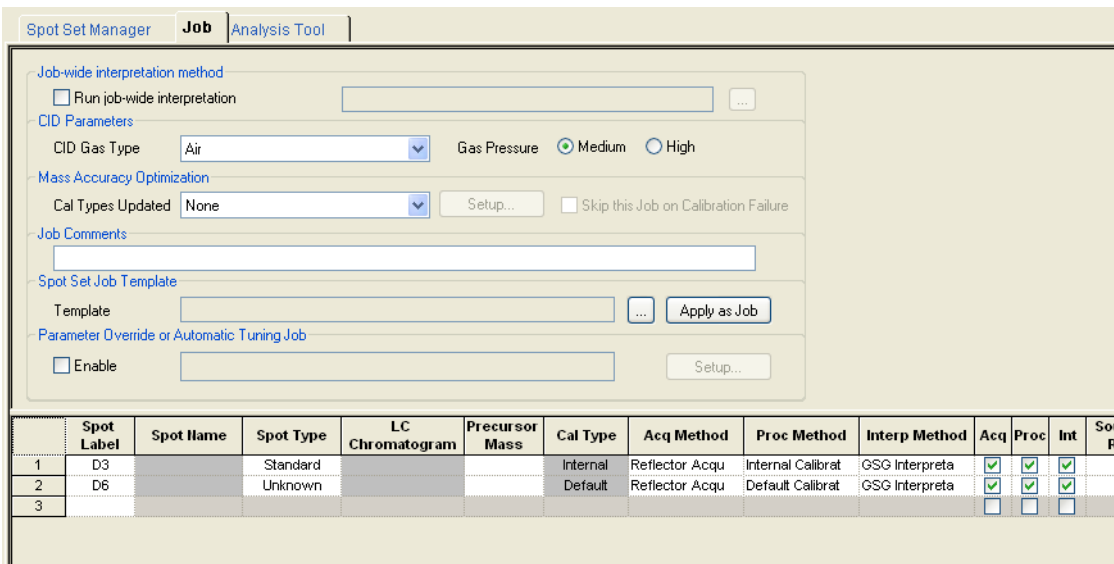 Spot Set Manager Job Analysis Tool
Job-wide interpretation method
Run job-wide interpretation ...
CID Parameters
CID Gas Type Air Gas Pressure Medium High
Mass Accuracy Optimization
Cal Types Updated None Setup... Skip this Job on Calibration Failure
Job Comments
Spot Set Job Template
Template ... Apply as Job
Parameter Override or Automatic Tuning Job
Enable Setup...
Spot Label Spot Name Spot Type LC Chromatogram Precursor Mass Cal Type Acq Method Proc Method Interp Method Acq Proc Int
1 D3 Standard Internal Reflector Acqu Internal Calibrat GSG Interpreta
2 D6 Unknown Default Reflector Acqu Default Calibrat GSG Interpreta
3